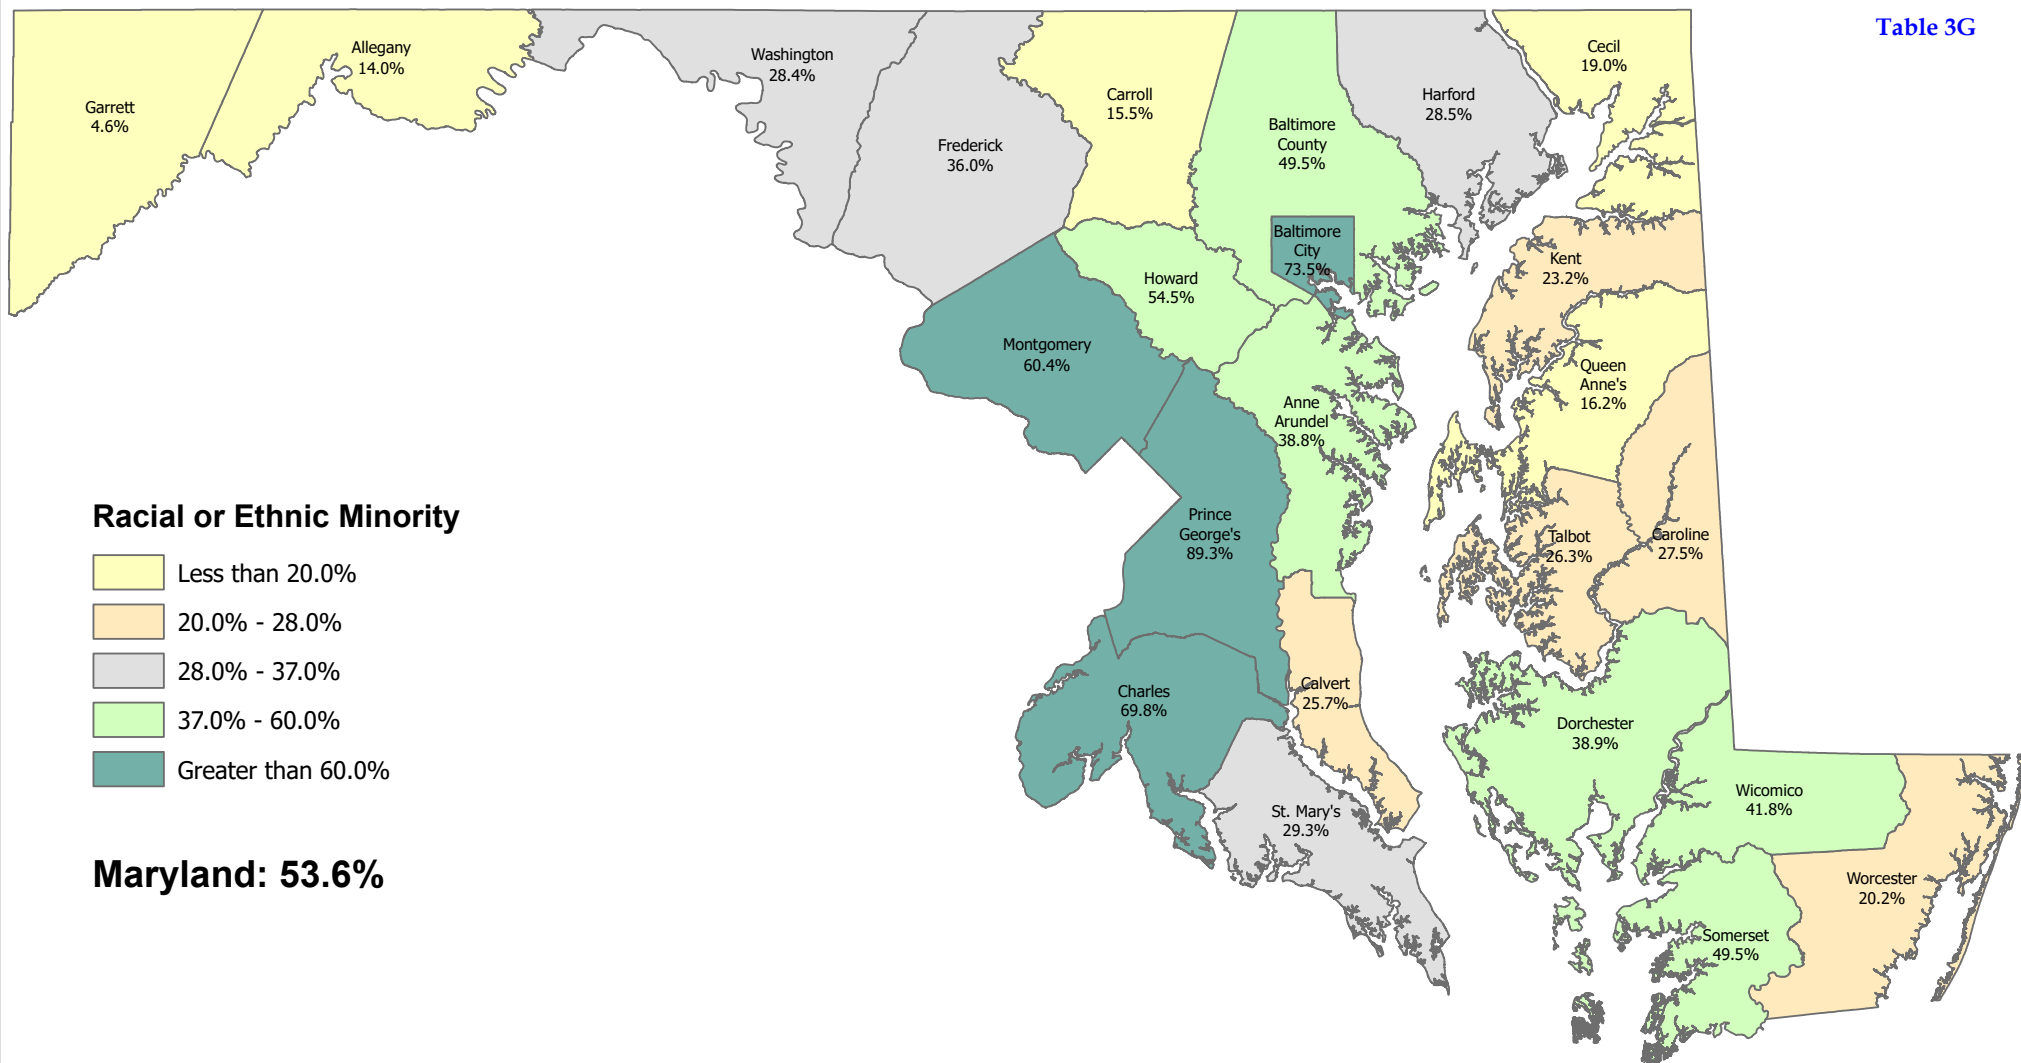 Table 3G
Garrett
4.6%
Allegany
14.0%
Washington
28.4%
Frederick
36.0%
Carroll
15.5%
Baltimore
County
49.5%
Harford
28.5%
Cecil
19.0%
Baltimore
City
73.5%
Howard
54.5%
Kent
23.2%
Montgomery
60.4%
Queen
Anne's
16.2%
Anne
Arundel
38.8%
Prince
George's
89.3%
Talbot
26.3%
Caroline
27.5%
Charles
69.8%
Calvert
25.7%
Dorchester
38.9%
St. Mary's
29.3%
Wicomico
41.8%
Worcester
20.2%
Somerset
49.5%
Racial or Ethnic Minority
Less than 20.0%
20.0% - 28.0%
28.0% - 37.0%
37.0% - 60.0%
Greater than 60.0%
Maryland: 53.6%